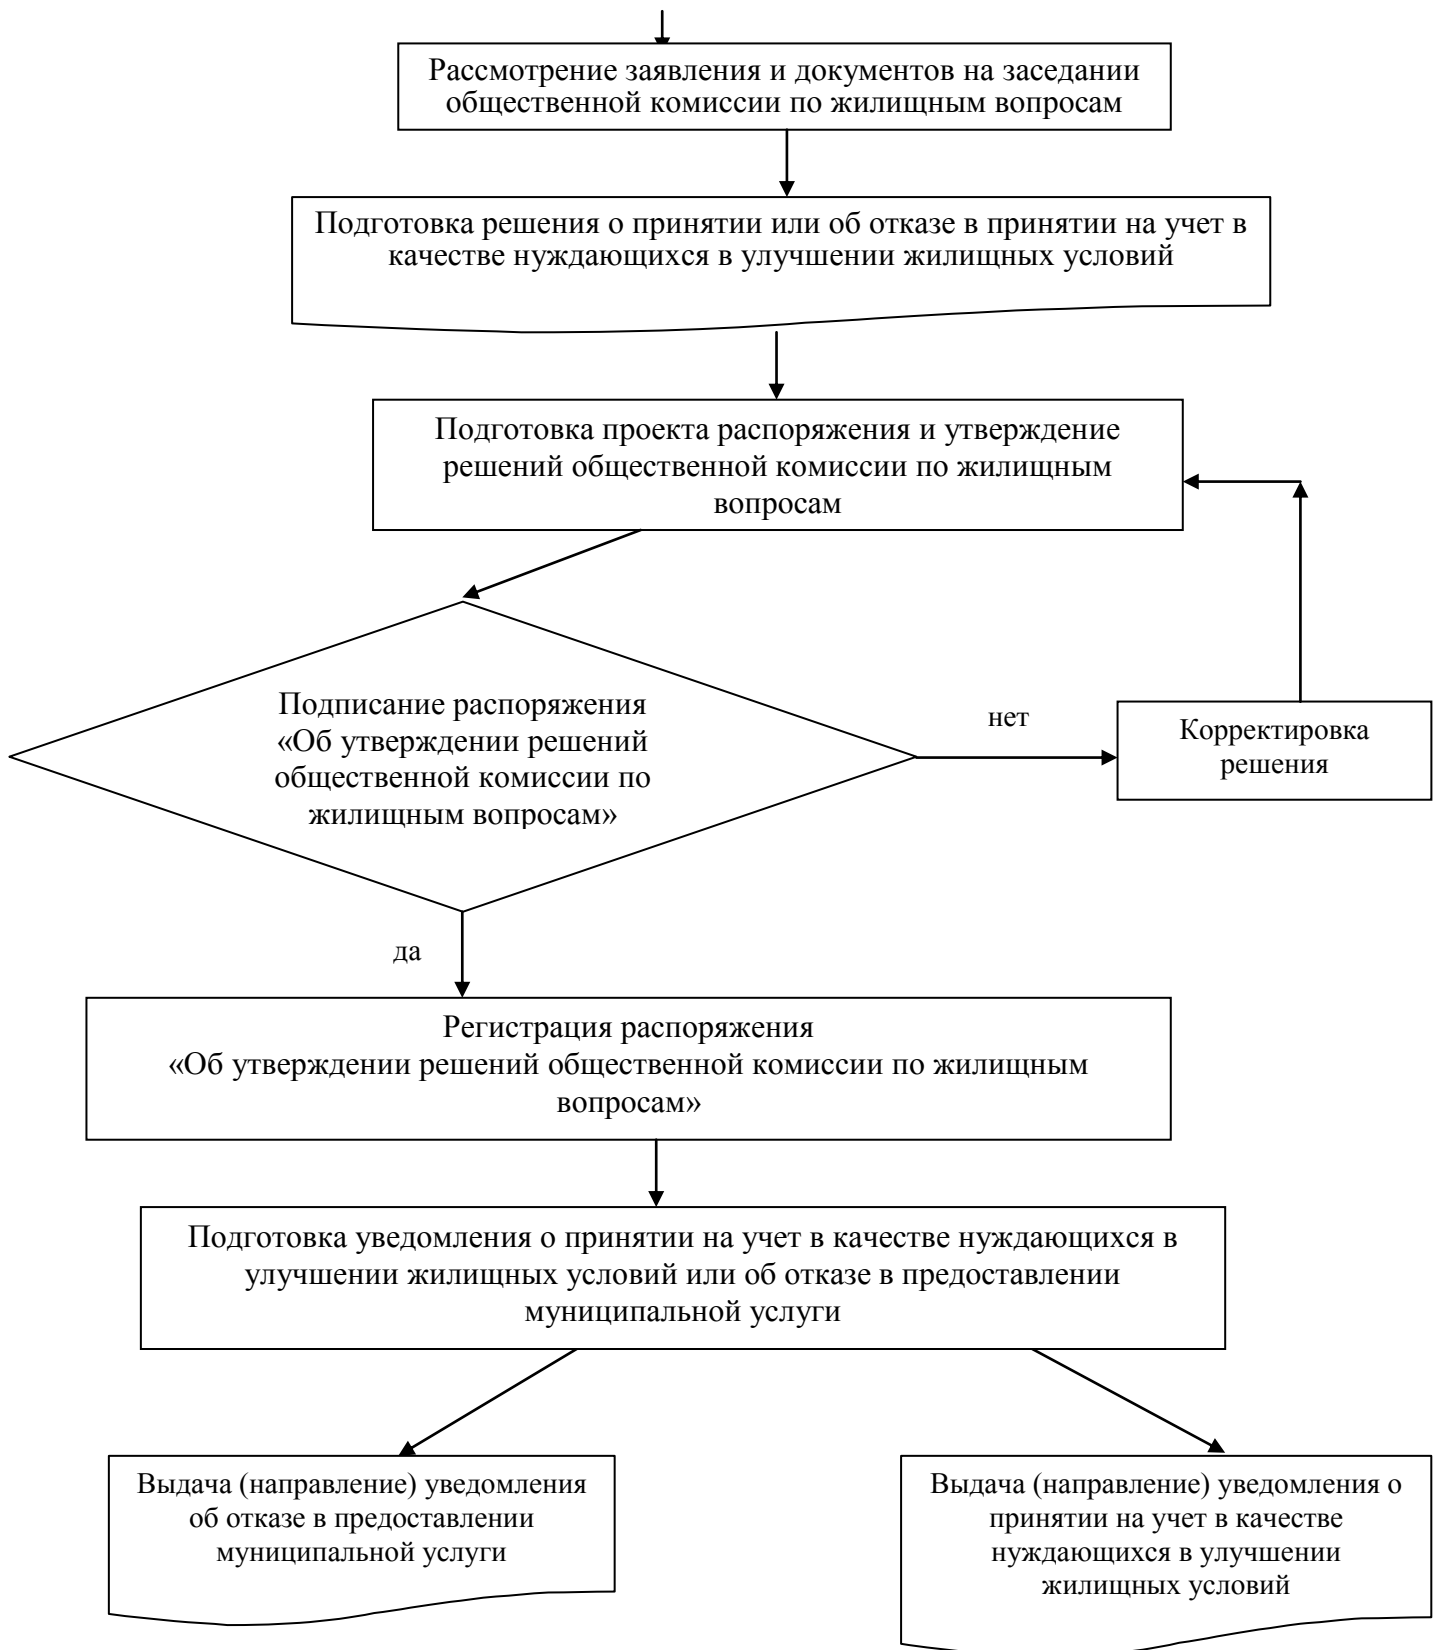 Рассмотрение заявления и документов на заседании
общественной комиссии по жилищным вопросам
Подготовка решения о принятии или об отказе в принятии на учет в
качестве нуждающихся в улучшении жилищных условий
Подготовка проекта распоряжения и утверждение
решений общественной комиссии по жилищным
вопросам
Подписание распоряжения
«Об утверждении решений
общественной комиссии по
жилищным вопросам»
нет
Корректировка
решения
да
Регистрация распоряжения
«Об утверждении решений общественной комиссии по жилищным
вопросам»
Подготовка уведомления о принятии на учет в качестве нуждающихся в
улучшении жилищных условий или об отказе в предоставлении
муниципальной услуги
Выдача (направление) уведомления
об отказе в предоставлении
муниципальной услуги
Выдача (направление) уведомления о
принятии на учет в качестве
нуждающихся в улучшении
жилищных условий